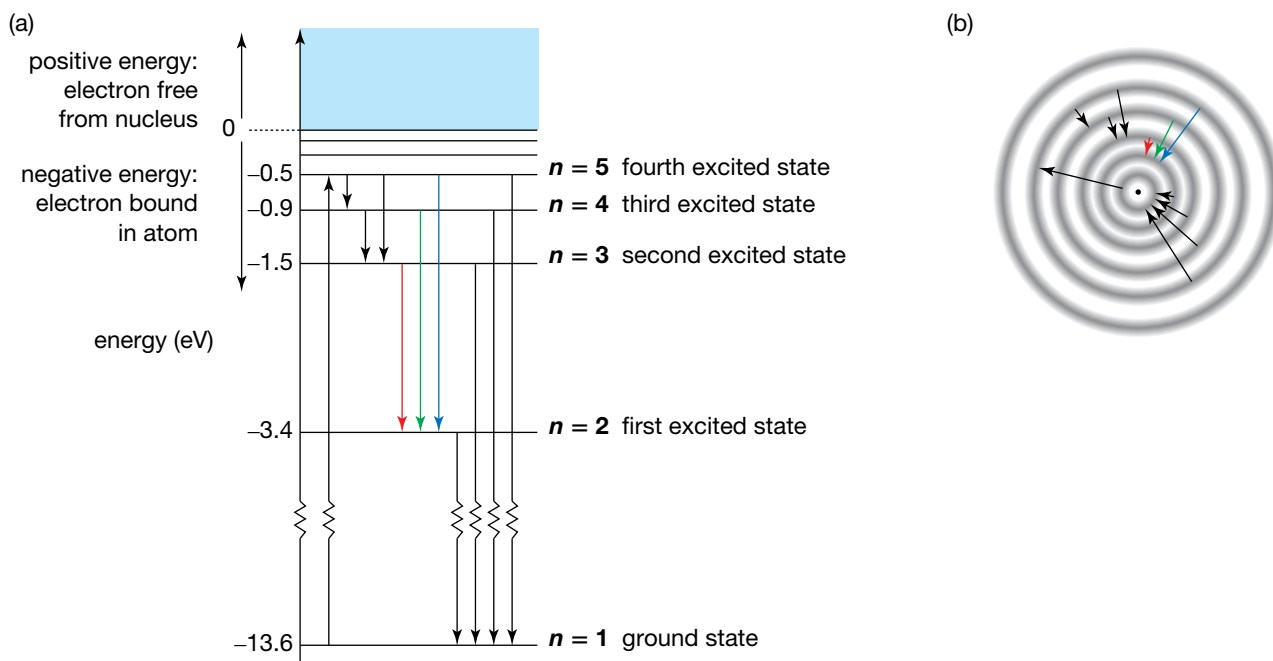 (a)
positive energy:
electron free
from nucleus
0
negative energy:
electron bound
in atom
−0.5
n = 5 fourth excited state
−0.9
n = 4 third excited state
−1.5
n = 3 second excited state
energy (eV)
−3.4
n = 2 first excited state
−13.6
n = 1 ground state
(b)